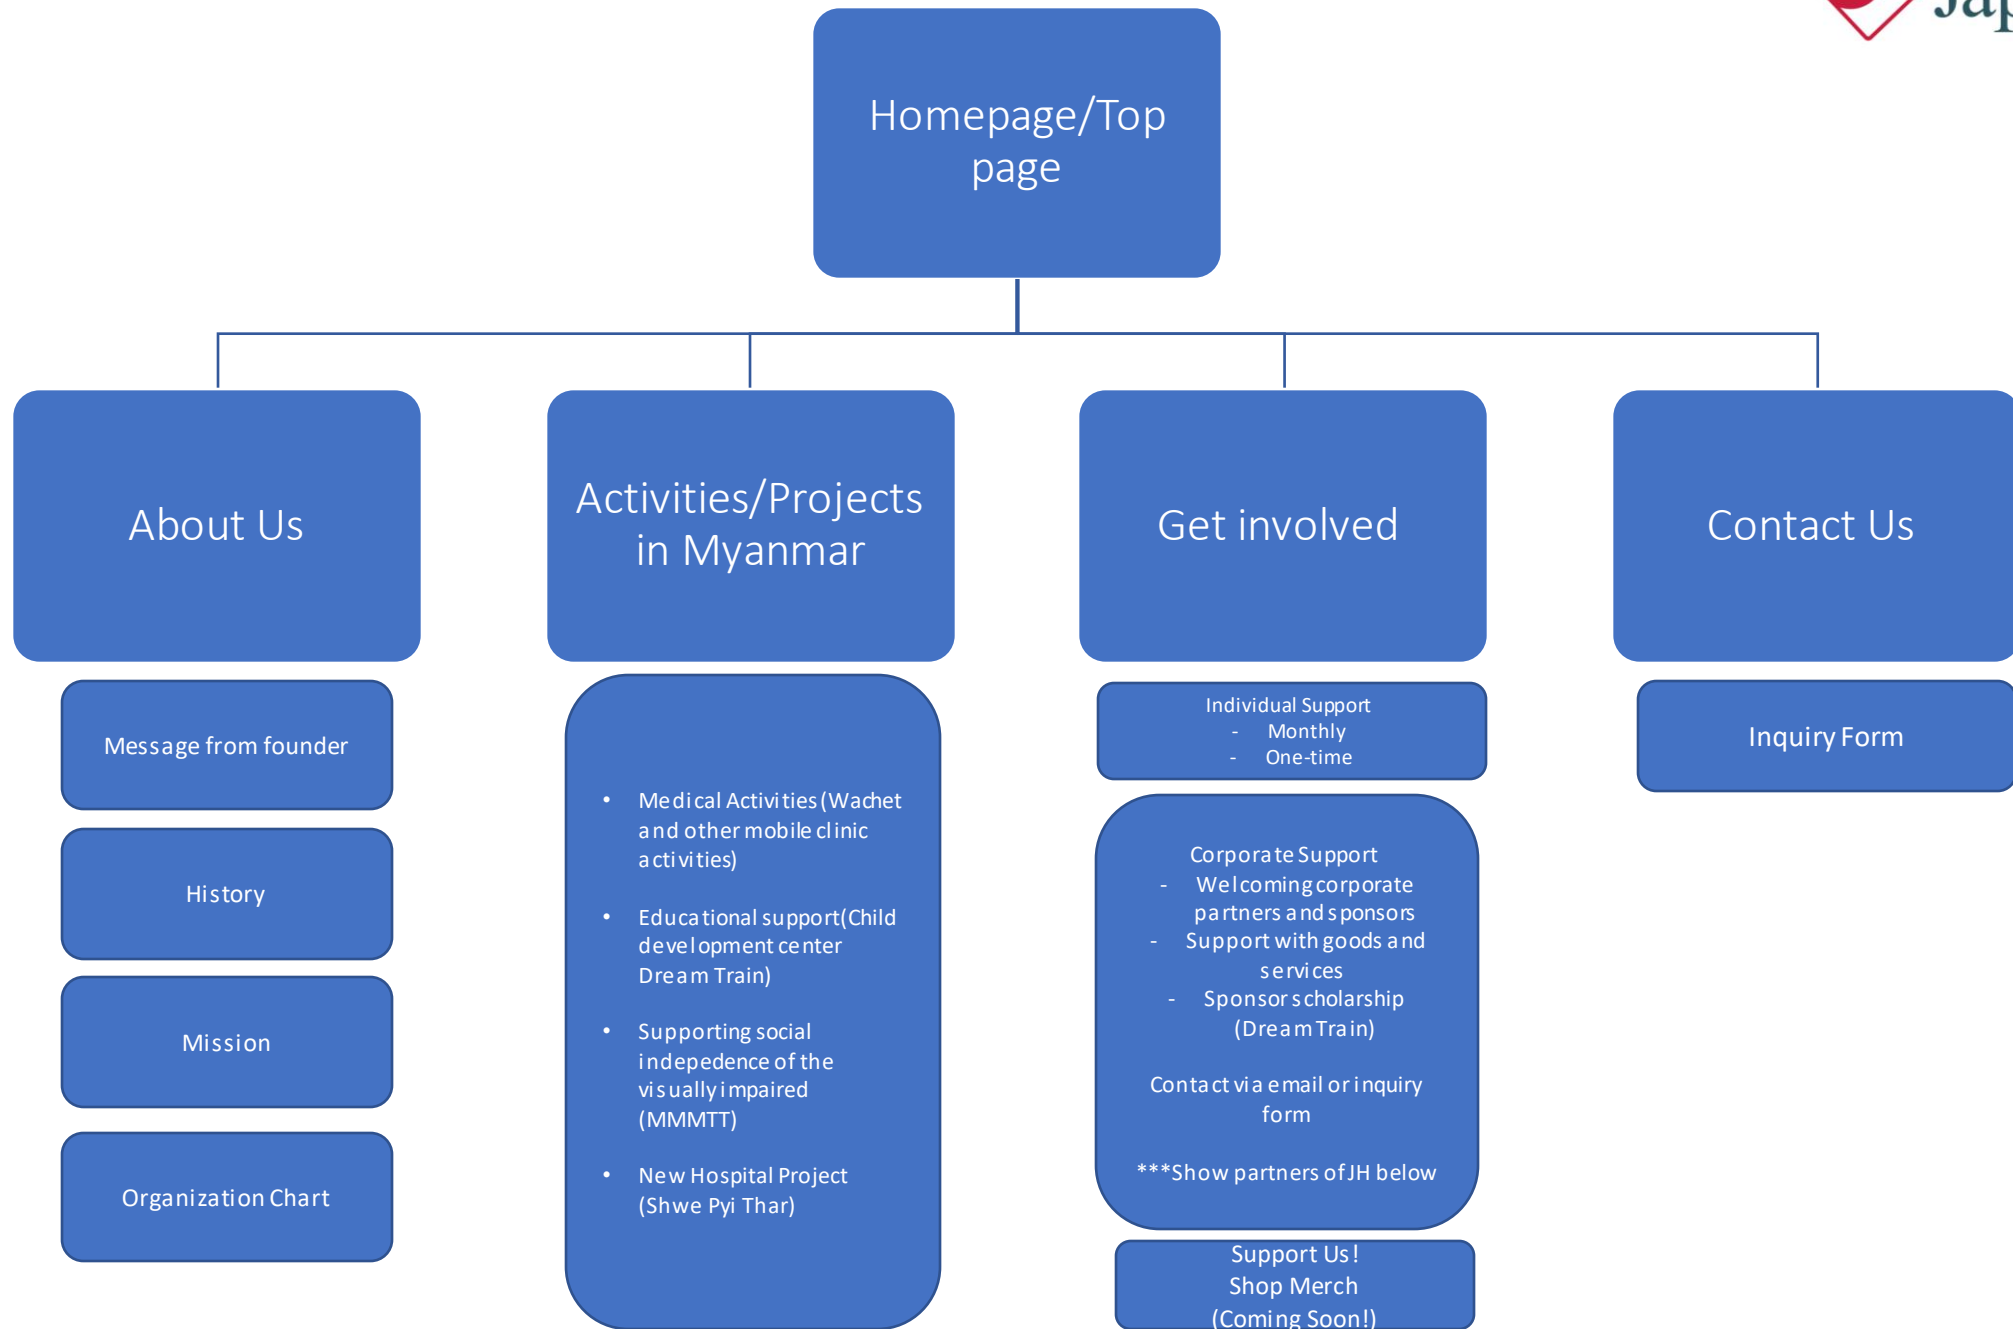 Homepage/Top
page
About Us
Activities/Projects
in Myanmar
Get involved
Contact Us
Message from founder
History
Mission
Organization Chart
• Medical Activities (Wachet
and other mobile clinic
activities)
• Educational support(Child
development center
Dream Train)
• Supporting social
indepedence of the
visually impaired
(MMMTT)
• New Hospital Project
(Shwe Pyi Thar)
Individual Support
- Monthly
- One-time
Corporate Support
- Welcoming corporate
partners and sponsors
- Support with goods and
services
- Sponsor scholarship
(Dream Train)
Contact via email or inquiry
form
***Show partners of JH below
Support Us!
Shop Merch
(Coming Soon!)
Inquiry Form